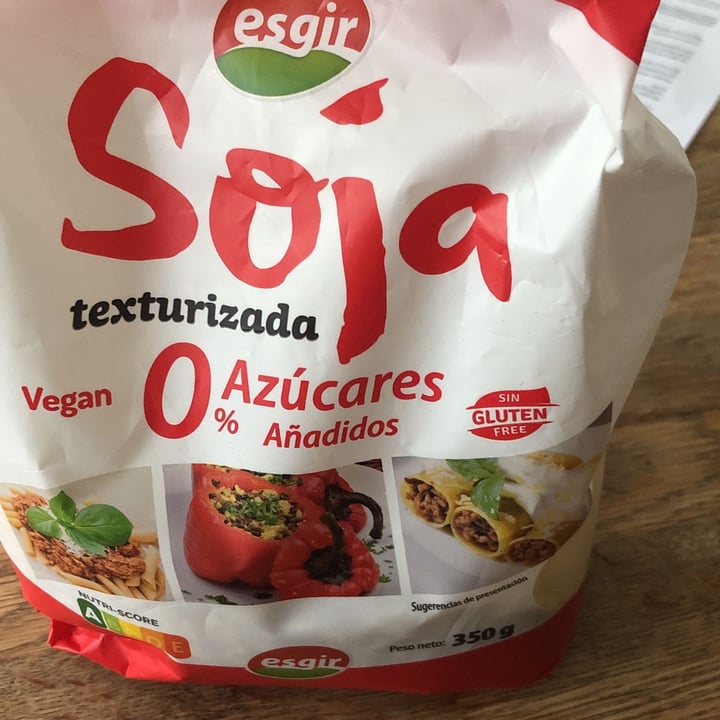 esgir
Soja
texturizada
Vegan
0% Azúcares
Añadidos
SIN
GLUTEN
FREE
Sugerencias de presentación
NUTRI-SCORE
A D E
Peso neto: 350 g
esgir